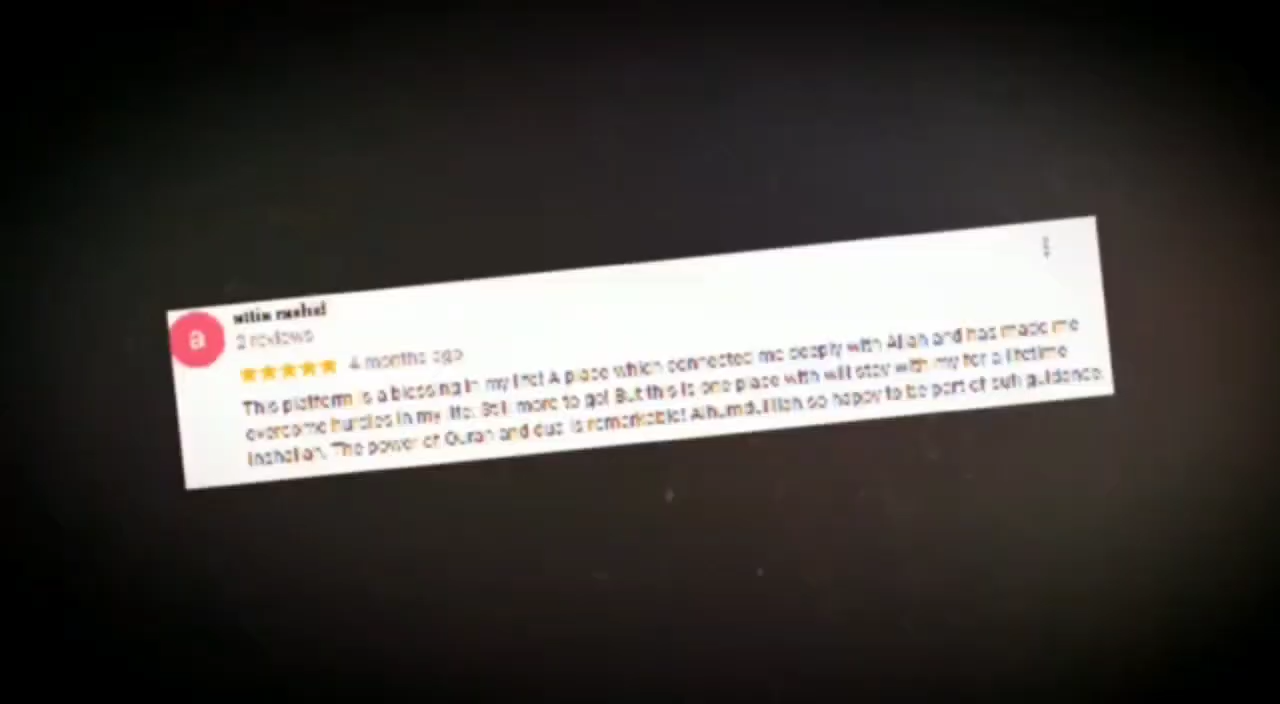 a
2 reviews
4 months ago
This platform is a blessing in my life! A place which connected me deeply with Allah and has made me
overcome hurdles in my life. Still more to go! But this is one place with will stay with my for a lifetime
Inshallah. The power of Quran and dua is remarkable! Alhumdulillah so happy to be part of such guidance.